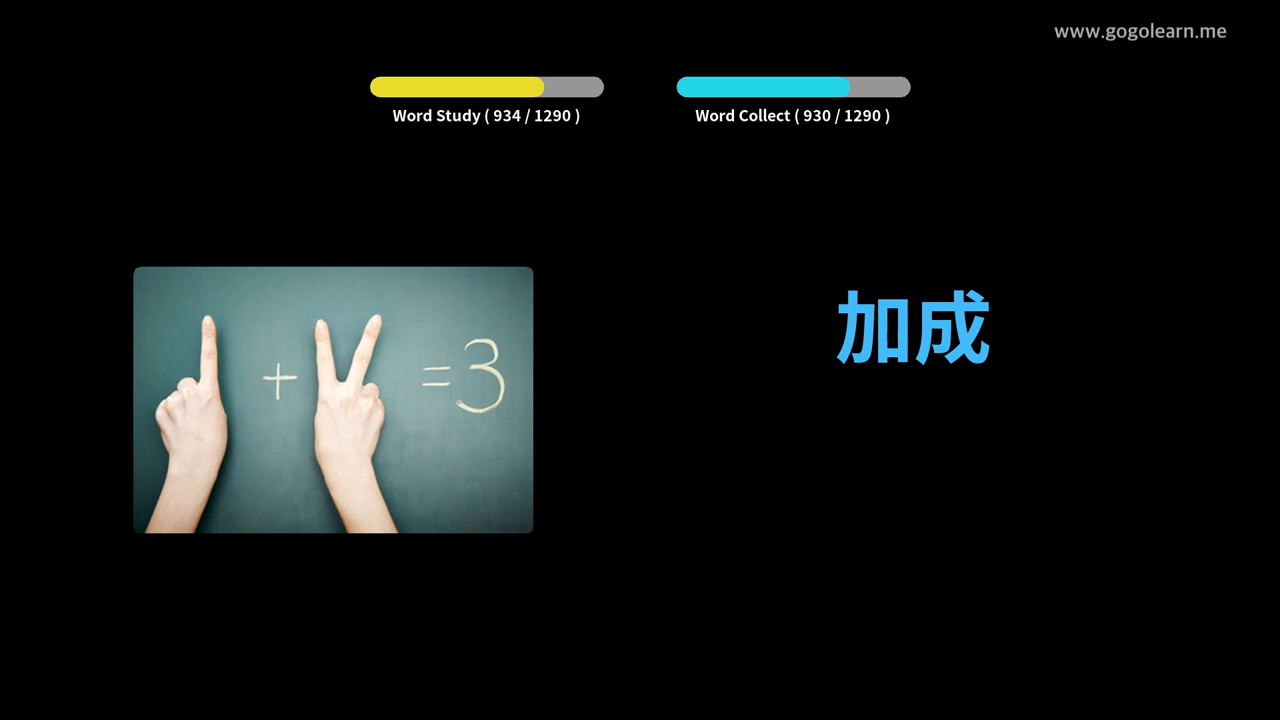 www.gogolearn.me
Word Study ( 934 / 1290 )
Word Collect ( 930 / 1290 )
加成
+ =3